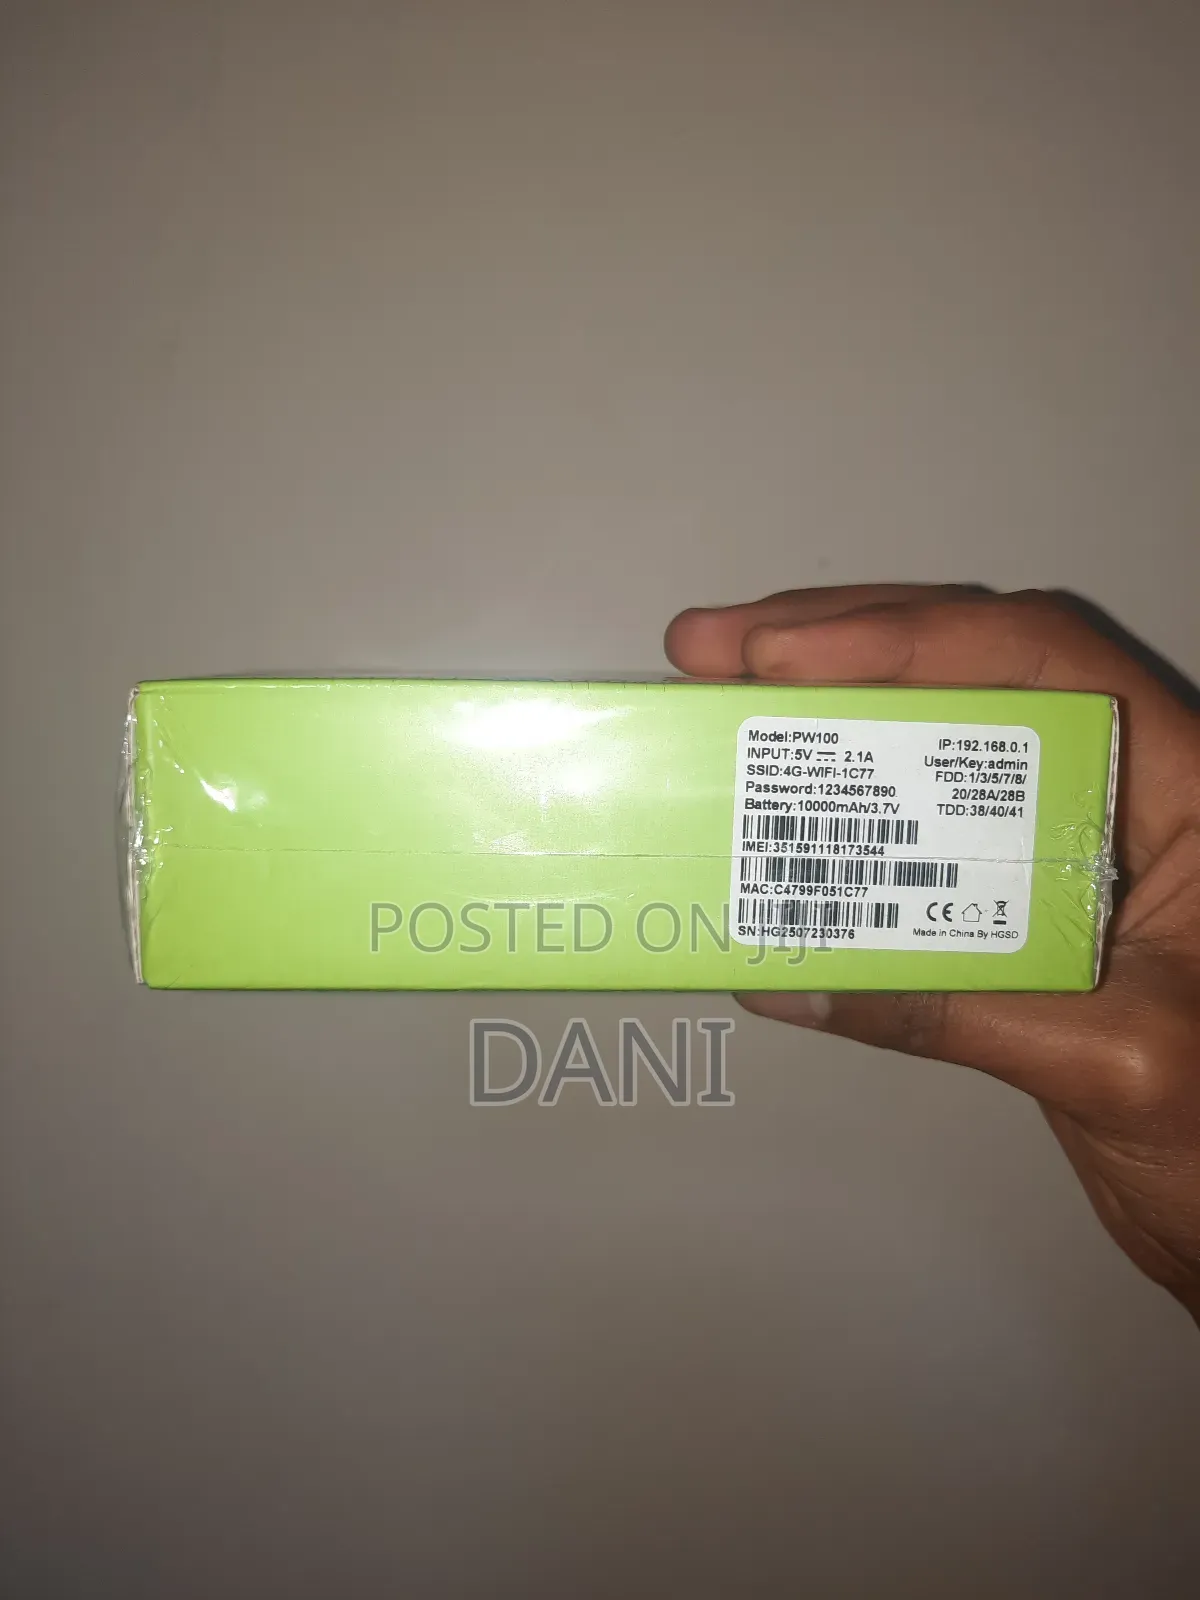 Model:PW100
INPUT:5V ⎓ 2.1A
SSID:4G-WIFI-1C77
Password:1234567890
Battery:10000mAh/3.7V
IP:192.168.0.1
User/Key:admin
FDD:1/3/5/7/8/
20/28A/28B
TDD:38/40/41
IMEI:351591118173544
MAC:C4799F051C77
SN:HG2507230376
CE
Made in China By HGSD
POSTED ON JIJI
DANI